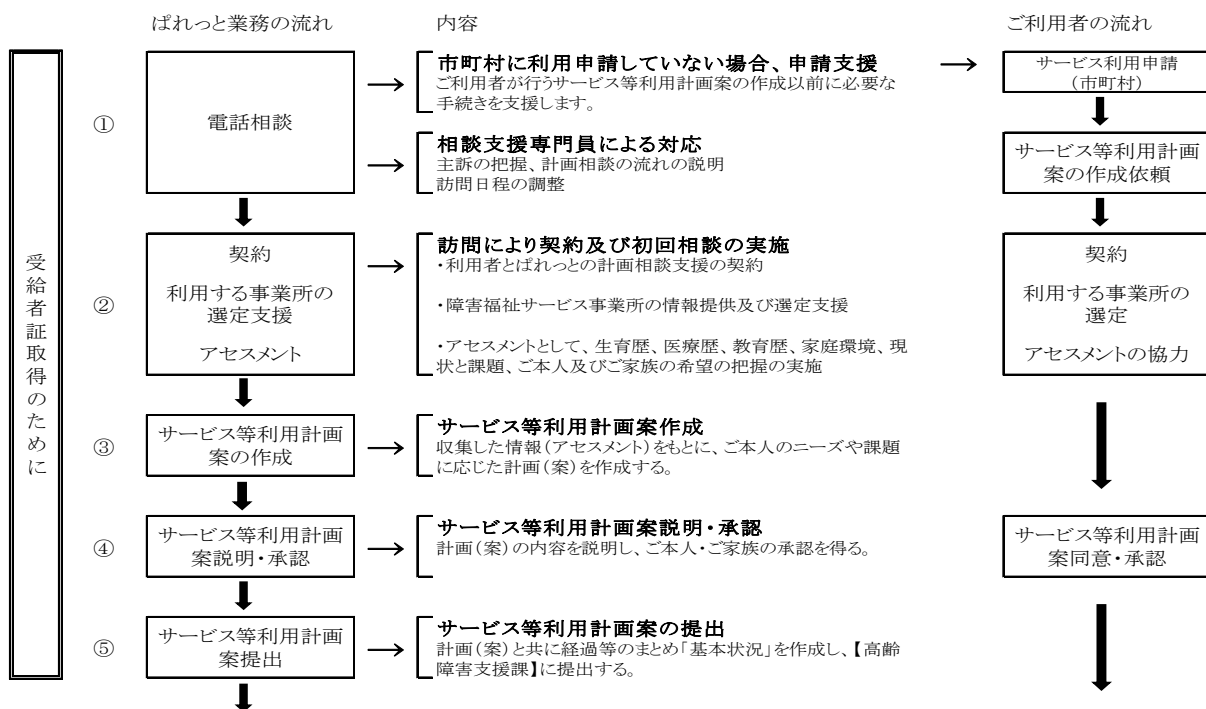 ぱれっと業務の流れ
内容
ご利用者の流れ
受給者証取得のために
①
電話相談
市町村に利用申請していない場合、申請支援
ご利用者が行うサービス等利用計画案の作成以前に必要な
手続きを支援します。
相談支援専門員による対応
主訴の把握、計画相談の流れの説明
訪問日程の調整
サービス利用申請
(市町村)
サービス等利用計画
案の作成依頼
②
契約
利用する事業所の
選定支援
アセスメント
訪問により契約及び初回相談の実施
・利用者とぱれっとの計画相談支援の契約
・障害福祉サービス事業所の情報提供及び選定支援
・アセスメントとして、生育歴、医療歴、教育歴、家庭環境、現
状と課題、ご本人及びご家族の希望の把握の実施
契約
利用する事業所の
選定
アセスメントの協力
③
サービス等利用計画
案の作成
サービス等利用計画案作成
収集した情報(アセスメント)をもとに、ご本人のニーズや課題
に応じた計画(案)を作成する。
④
サービス等利用計画
案説明・承認
サービス等利用計画案説明・承認
計画(案)の内容を説明し、ご本人・ご家族の承認を得る。
サービス等利用計画
案同意・承認
⑤
サービス等利用計画
案提出
サービス等利用計画案の提出
計画(案)と共に経過等のまとめ「基本状況」を作成し、【高齢
障害支援課】に提出する。